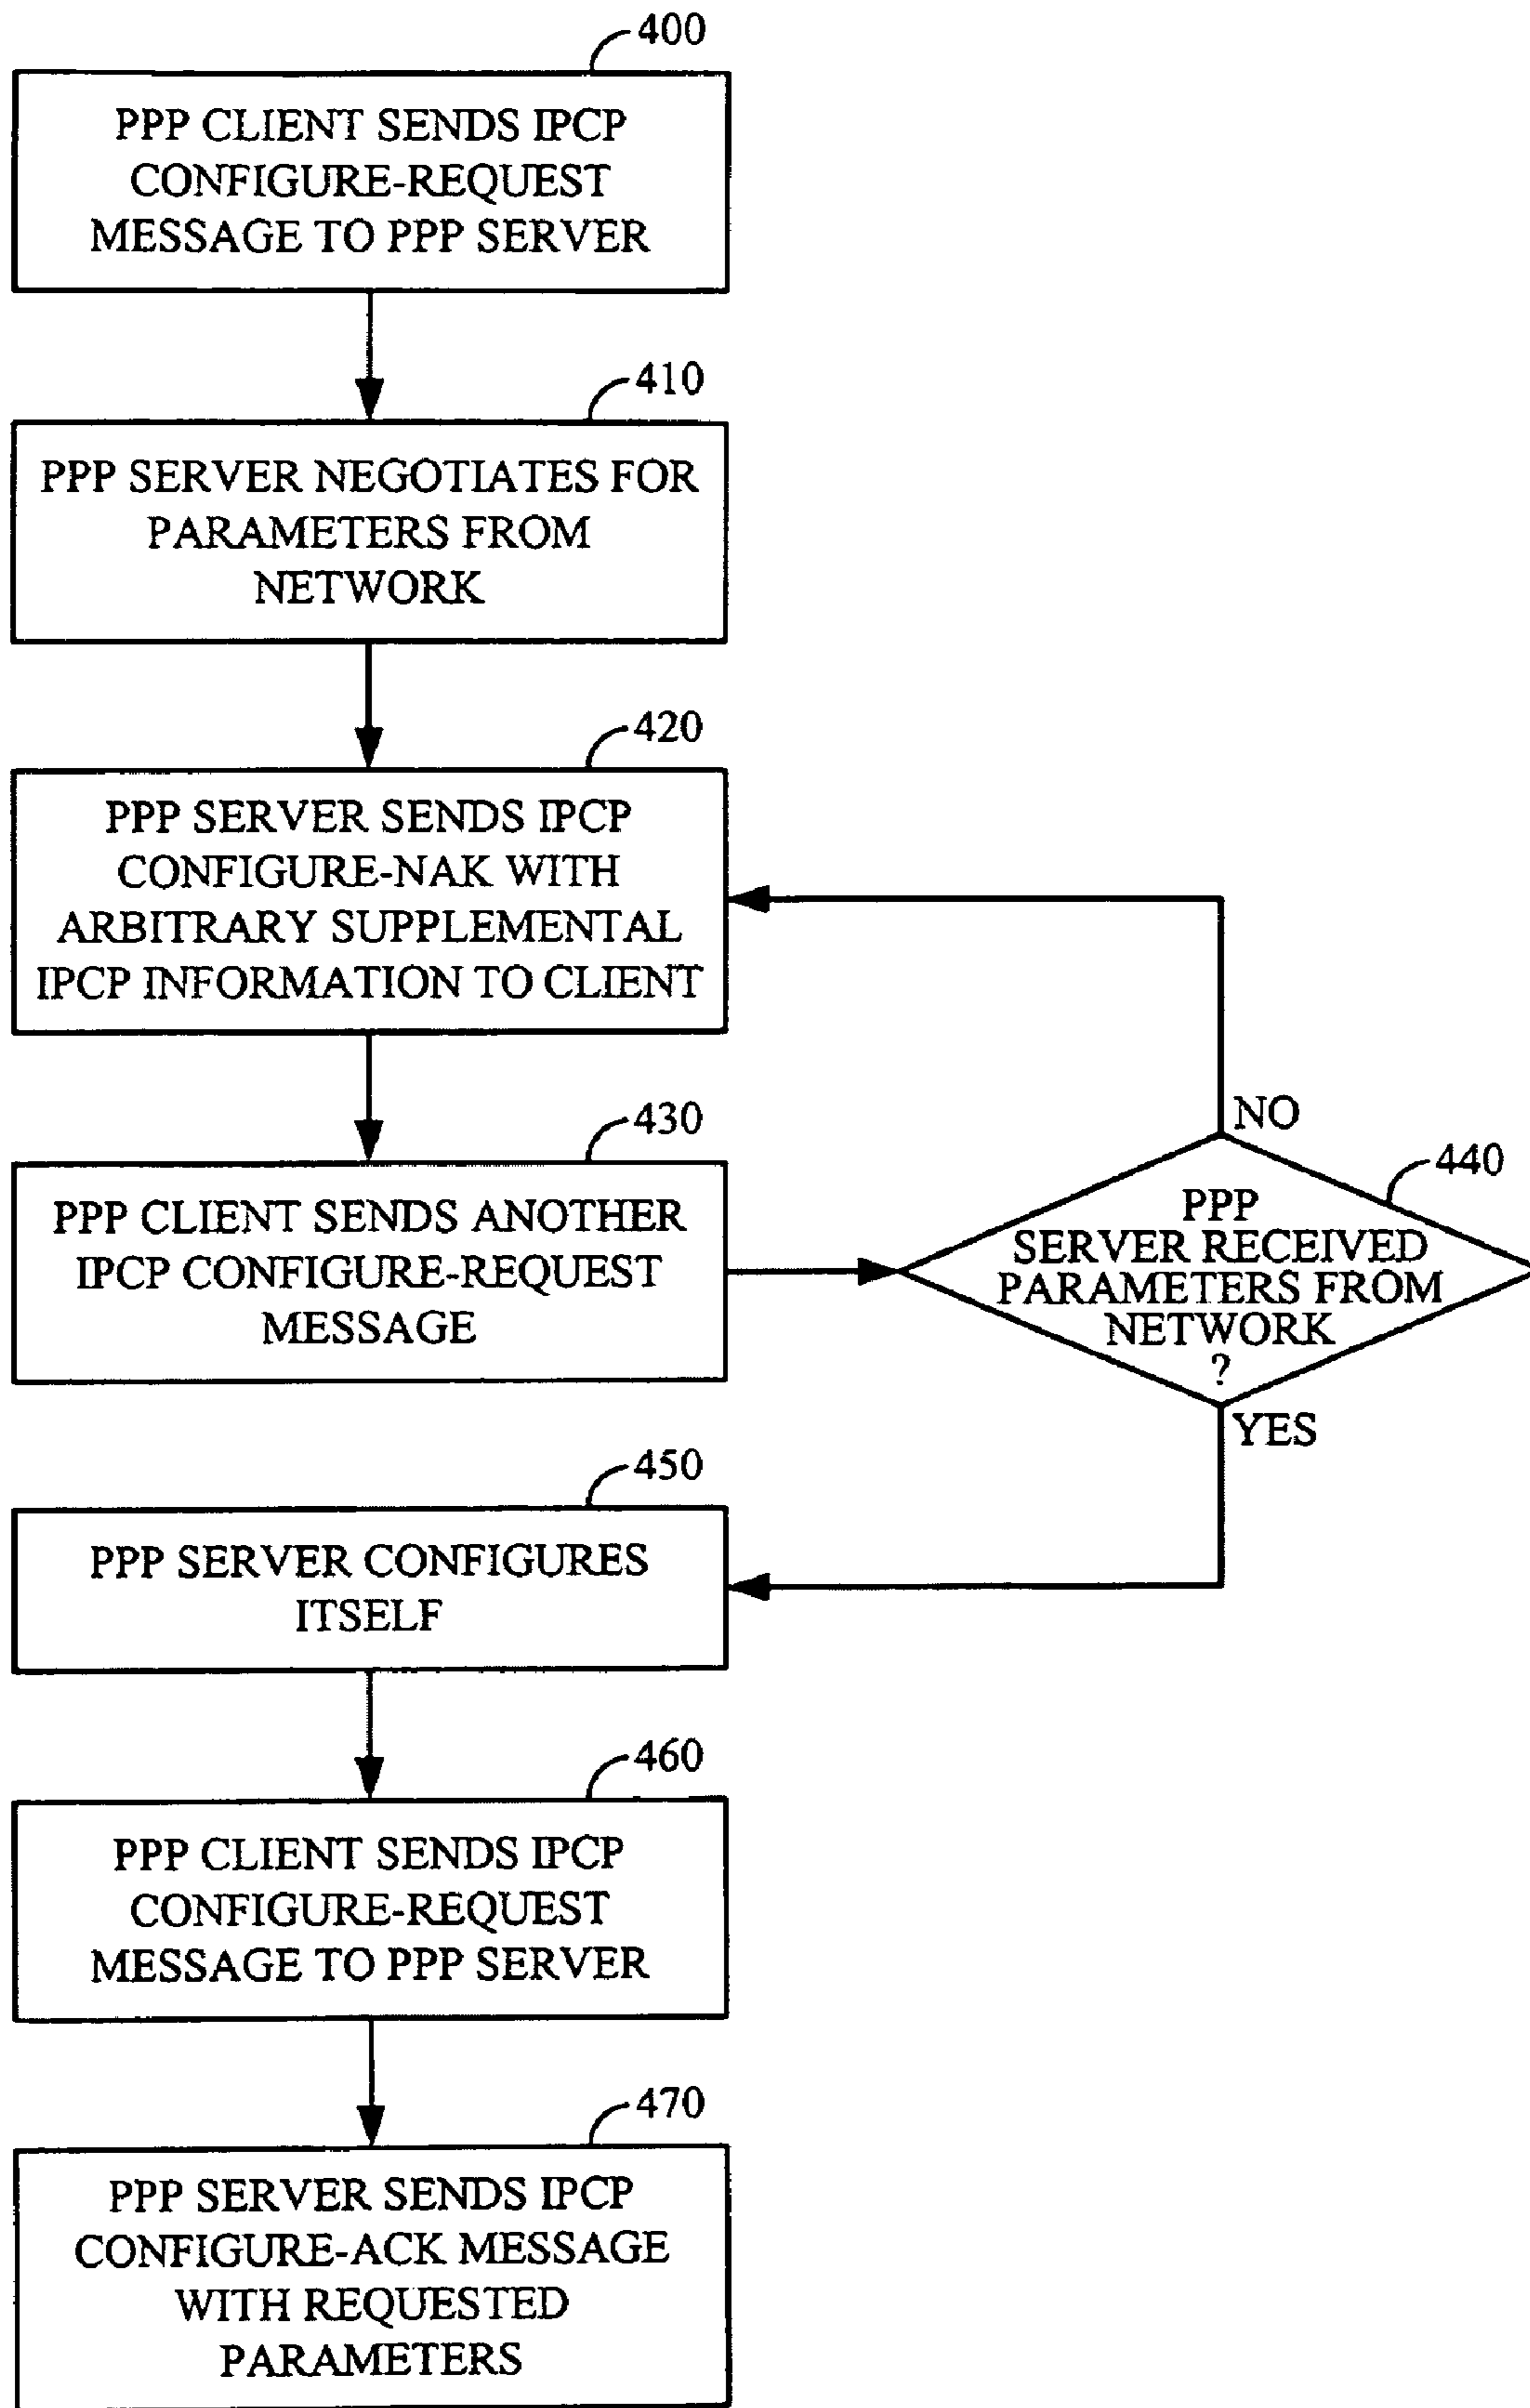 400
PPP CLIENT SENDS IPCP
CONFIGURE-REQUEST
MESSAGE TO PPP SERVER
410
PPP SERVER NEGOTIATES FOR
PARAMETERS FROM
NETWORK
420
PPP SERVER SENDS IPCP
CONFIGURE-NAK WITH
ARBITRARY SUPPLEMENTAL
IPCP INFORMATION TO CLIENT
430
PPP CLIENT SENDS ANOTHER
IPCP CONFIGURE-REQUEST
MESSAGE
NO
440
PPP
SERVER RECEIVED
PARAMETERS FROM
NETWORK
?
YES
450
PPP SERVER CONFIGURES
ITSELF
460
PPP CLIENT SENDS IPCP
CONFIGURE-REQUEST
MESSAGE TO PPP SERVER
470
PPP SERVER SENDS IPCP
CONFIGURE-ACK MESSAGE
WITH REQUESTED
PARAMETERS